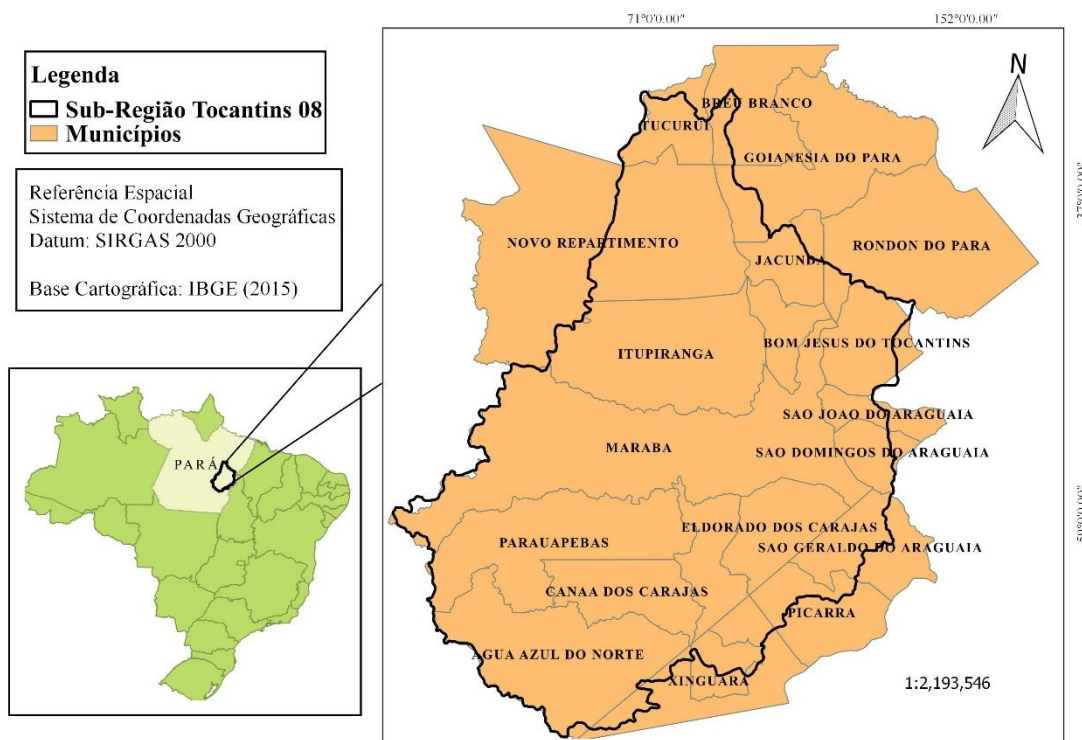 71°0'0.00"
152°0'0.00"
Legenda
Sub-Região Tocantins 08
Municípios
Referência Espacial
Sistema de Coordenadas Geográficas
Datum: SIRGAS 2000
Base Cartográfica: IBGE (2015)
PARÁ
N
BREU BRANCO
TUCURUI
GOIANESIA DO PARA
NOVO REPARTIMENTO
RONDON DO PARA
JACUNDA
BOM JESUS DO TOCANTINS
ITUPIRANGA
SAO JOAO DO ARAGUAIA
MARABA
SAO DOMINGOS DO ARAGUAIA
ELDORADO DOS CARAJAS
PARAUAPEBAS
SAO GERALDO DO ARAGUAIA
CANAA DOS CARAJAS
PICARRA
AGUA AZUL DO NORTE
XINGUARA
1:2,193,546